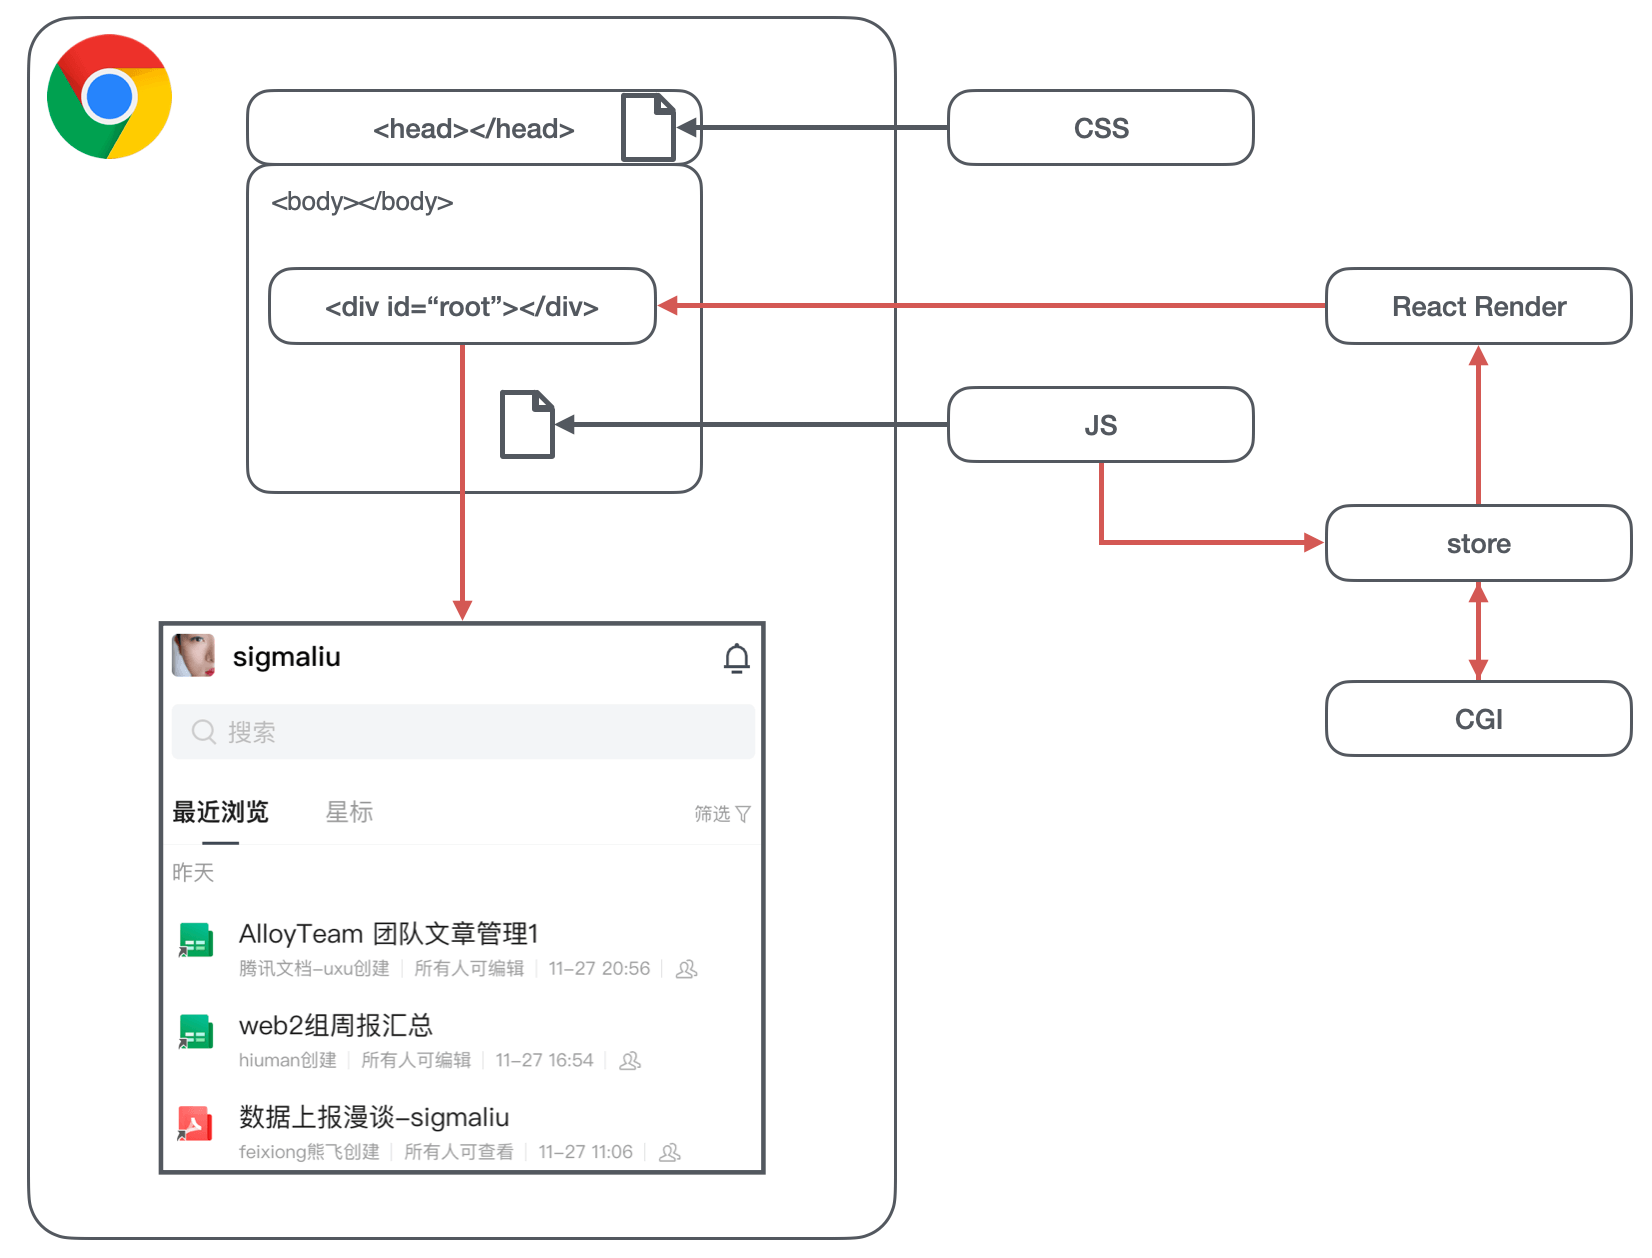 <head></head>
CSS
<body></body>
<div id=“root”></div>
React Render
JS
store
CGI
sigmaliu
搜索
最近浏览 星标 筛选
昨天
AlloyTeam 团队文章管理1
腾讯文档-uxu创建 所有人可编辑 11-27 20:56
web2组周报汇总
hiuman创建 所有人可编辑 11-27 16:54
数据上报漫谈-sigmaliu
feixiong熊飞创建 所有人可查看 11-27 11:06